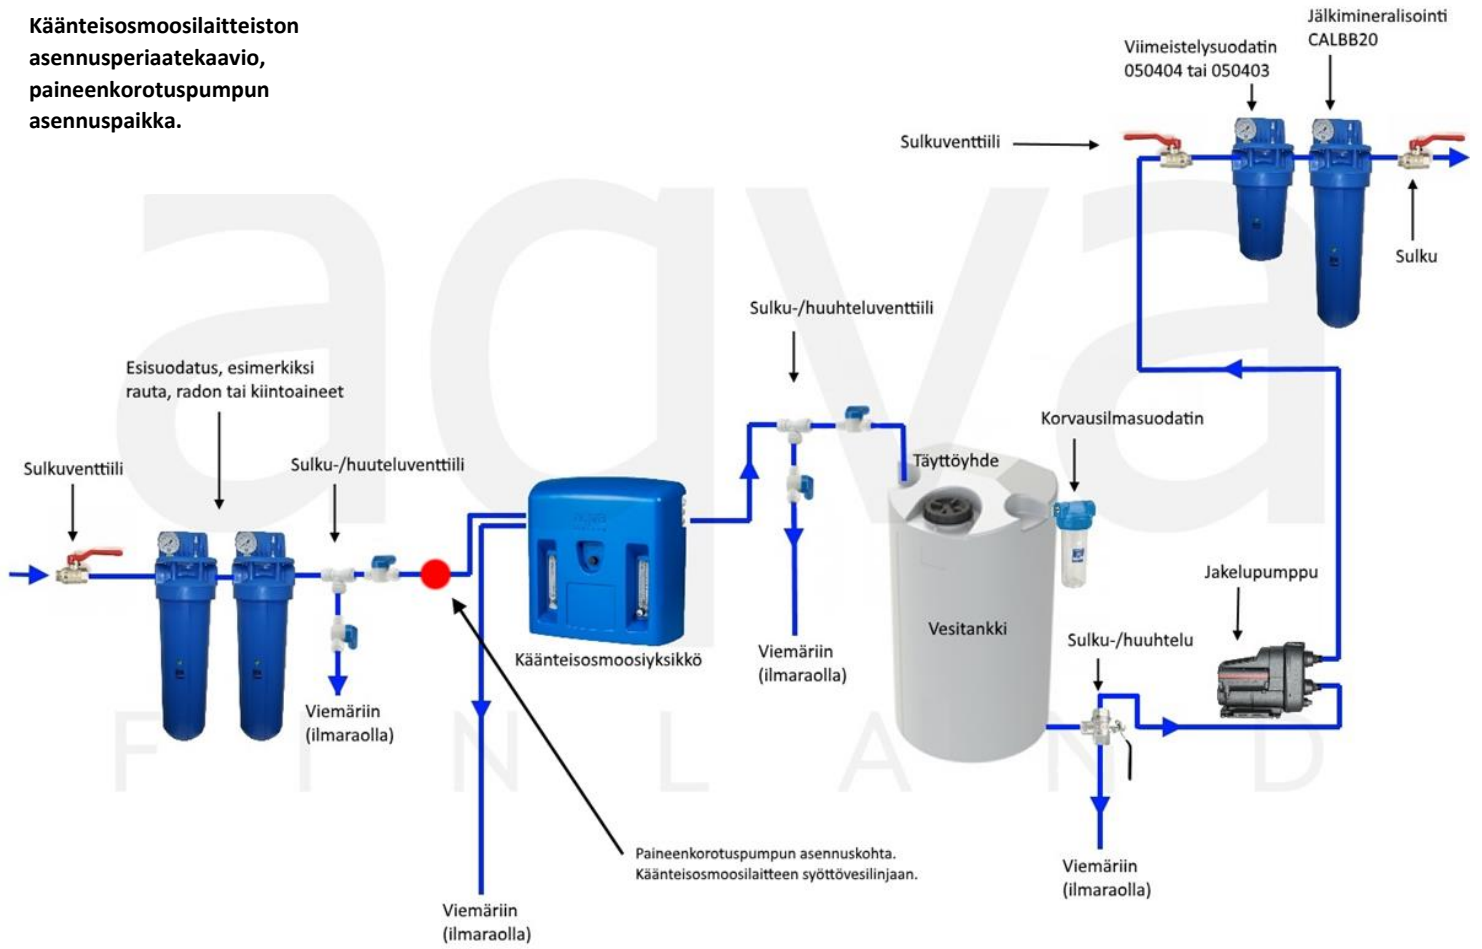 Käänteisosmoosilaitteiston
asennusperiaatekaavio,
paineenkorotuspumpun
asennuspaikka.
Jälkimineralisointi
CALBB20
Viimeistelysuodatin
050404 tai 050403
Sulkuventtiili
Sulku
Sulku-/huuhteluventtiili
Esisuodatus, esimerkiksi
rauta, radon tai kiintoaineet
Korvausilmasuodatin
Sulkuventtiili
Sulku-/huuteluventtiili
Täyttöyhde
aqva
Jakelupumppu
Vesitankki
Sulku-/huuhtelu
Käänteisosmoosiyksikkö
Viemäriin
(ilmaraolla)
Viemäriin
(ilmaraolla)
FINLAND
Paineenkorotuspumpun asennuskohta.
Käänteisosmoosilaitteen syöttövesilinjaan.
Viemäriin
(ilmaraolla)
Viemäriin
(ilmaraolla)